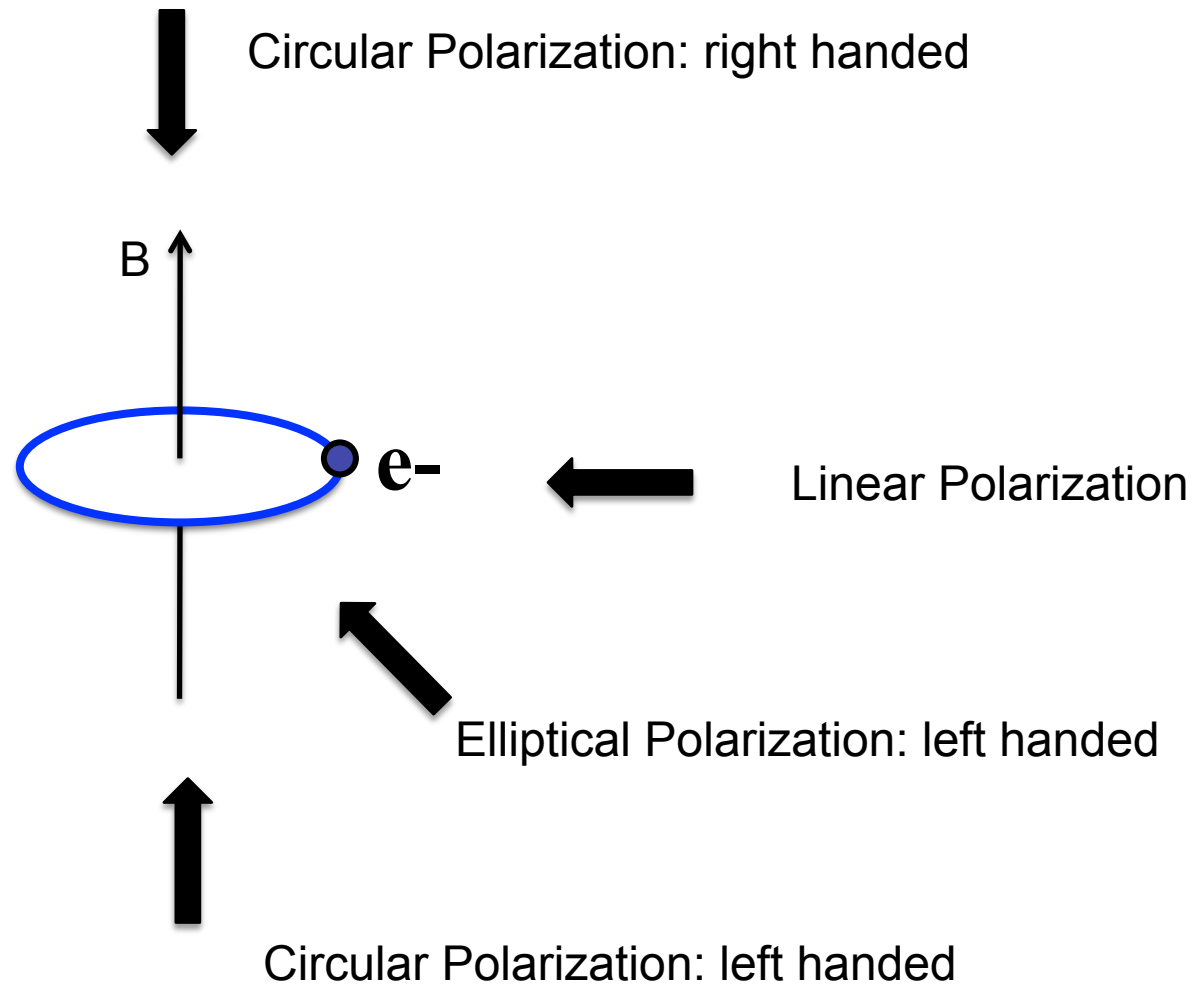 Circular Polarization: right handed
B
e-
Linear Polarization
Elliptical Polarization: left handed
Circular Polarization: left handed